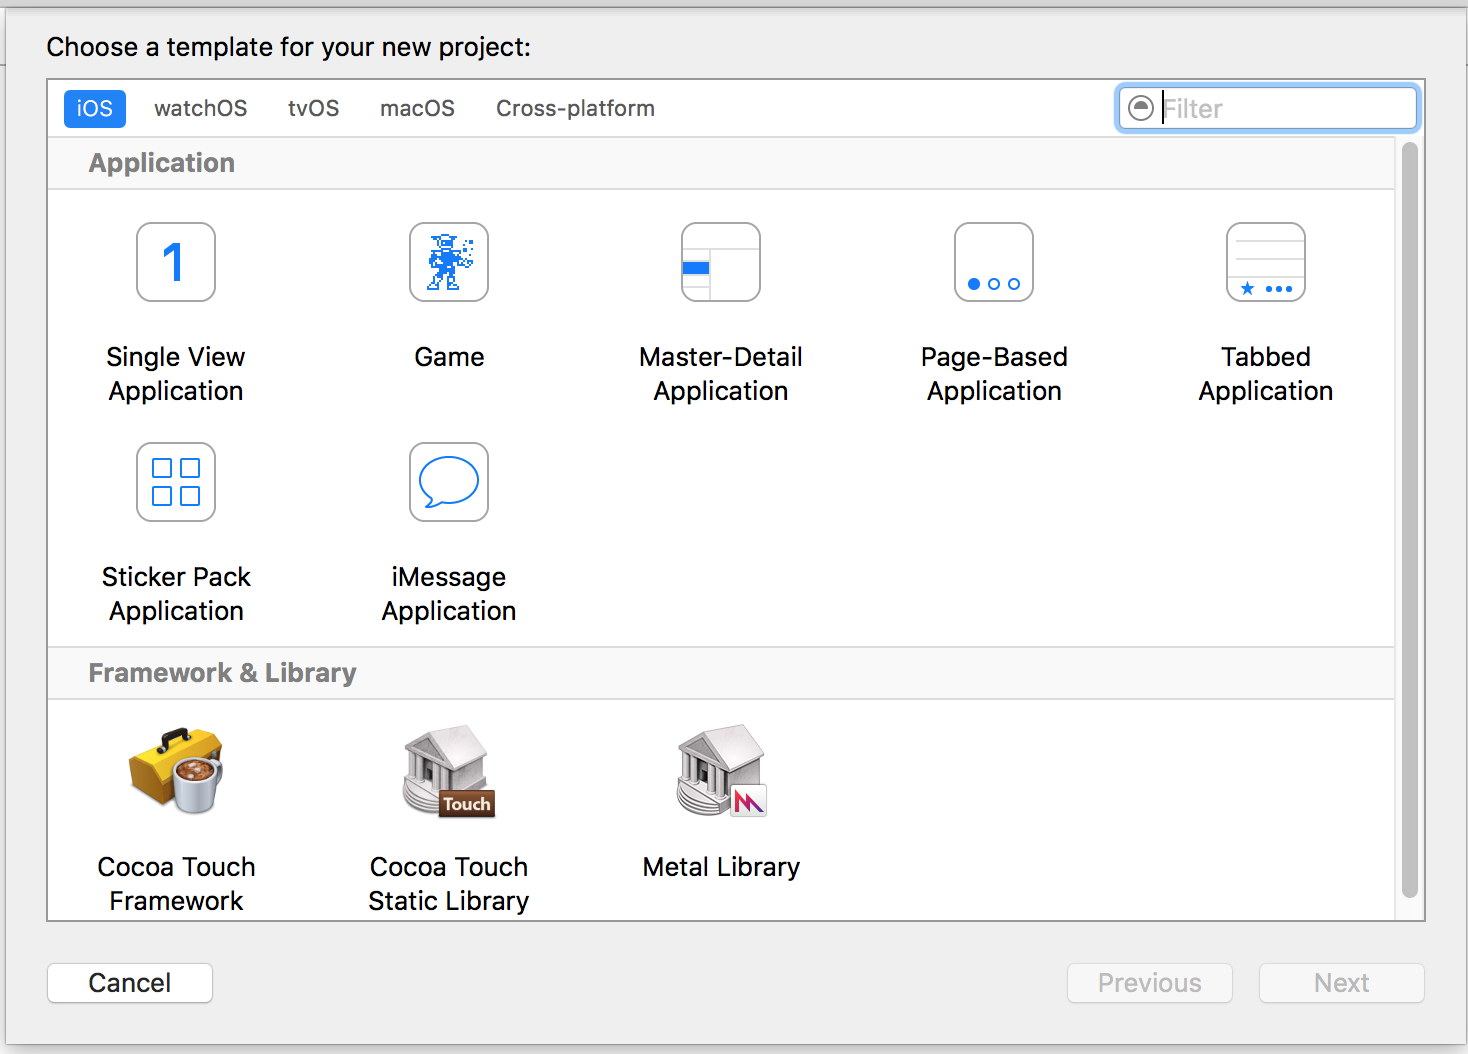 Choose a template for your new project:
iOS watchOS tvOS macOS Cross-platform Filter
Application
1
Single View Application
Game
Master-Detail Application
Page-Based Application
Tabbed Application
Sticker Pack Application
iMessage Application
Framework & Library
Touch
Cocoa Touch Framework
Cocoa Touch Static Library
Metal Library
Cancel Previous Next